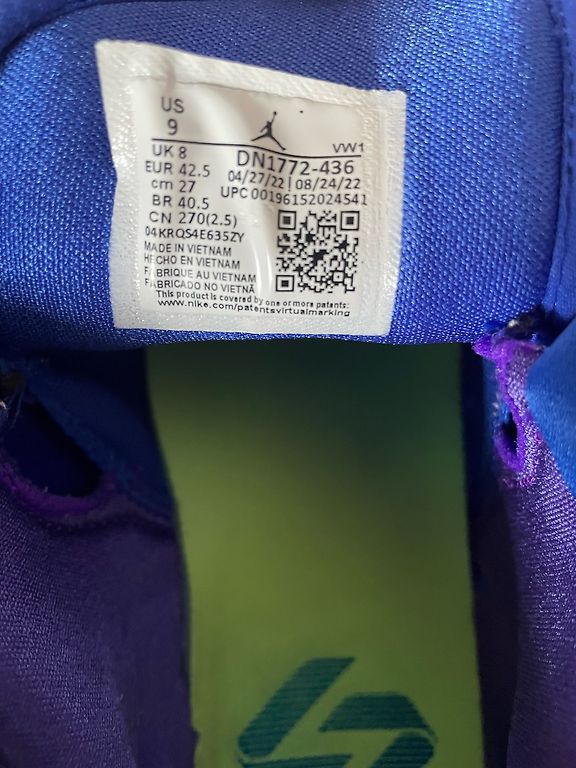 US
9
VW1
UK 8
DN1772-436
EUR 42.5
04/27/22 | 08/24/22
cm 27
UPC 00196152024541
BR 40.5
CN 270(2.5)
04KRQS4E635ZY
MADE IN VIETNAM
HECHO EN VIETNAM
FABRIQUE AU VIETNAM
FABRICADO NO VIETNÃ
This product is covered by one or more patents:
www.nike.com/patentsvirtualmarking